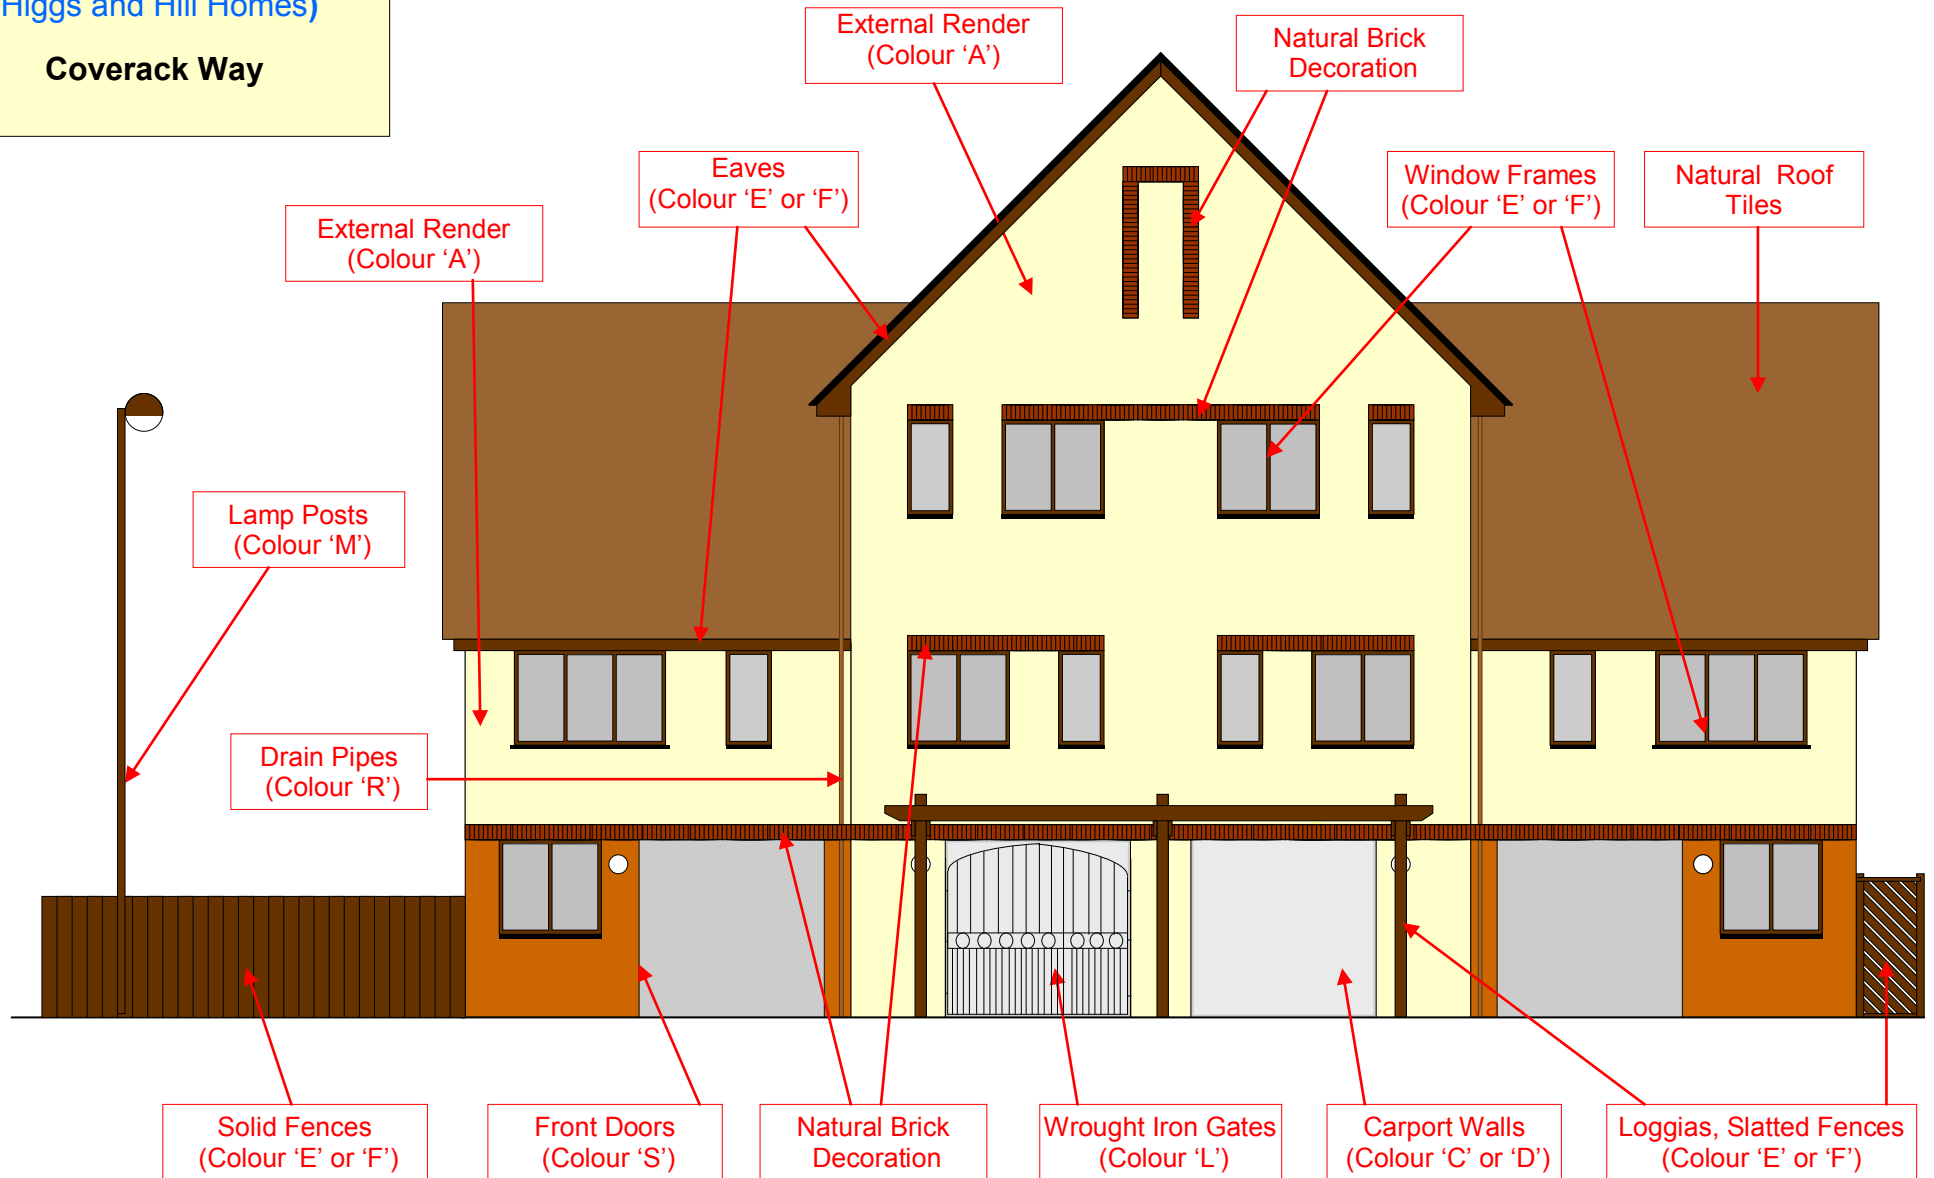 Higgs and Hill Homes)
Coverack Way
External Render
(Colour ‘A’)
Natural Brick
Decoration
Eaves
(Colour ‘E’ or ‘F’)
Window Frames
(Colour ‘E’ or ‘F’)
Natural Roof
Tiles
External Render
(Colour ‘A’)
Lamp Posts
(Colour ‘M’)
Drain Pipes
(Colour ‘R’)
Solid Fences
(Colour ‘E’ or ‘F’)
Front Doors
(Colour ‘S’)
Natural Brick
Decoration
Wrought Iron Gates
(Colour ‘L’)
Carport Walls
(Colour ‘C’ or ‘D’)
Loggias, Slatted Fences
(Colour ‘E’ or ‘F’)